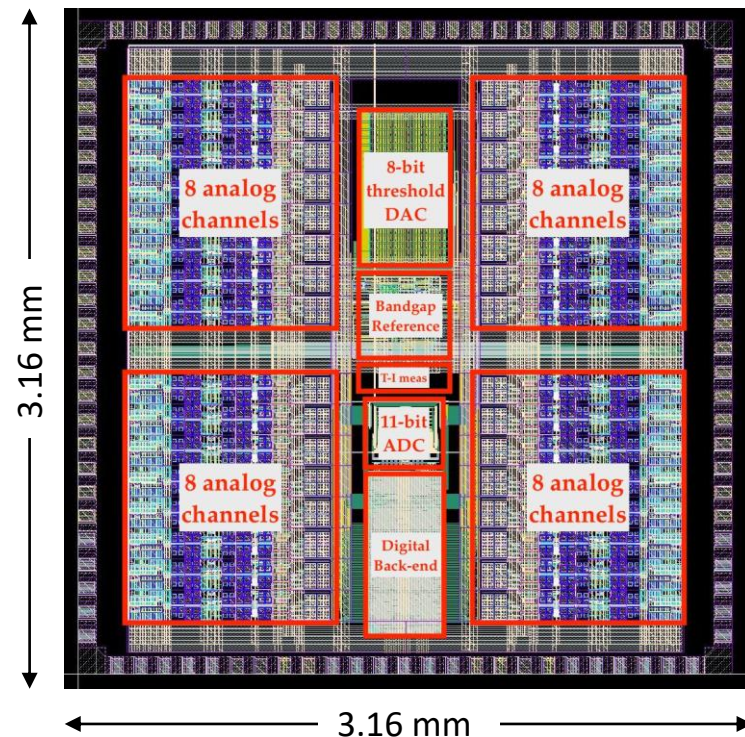 8 analog
channels
8-bit
threshold
DAC
8 analog
channels
Bandgap
Reference
T-I meas
3.16 mm
8 analog
channels
11-bit
ADC
8 analog
channels
Digital
Back-end
3.16 mm